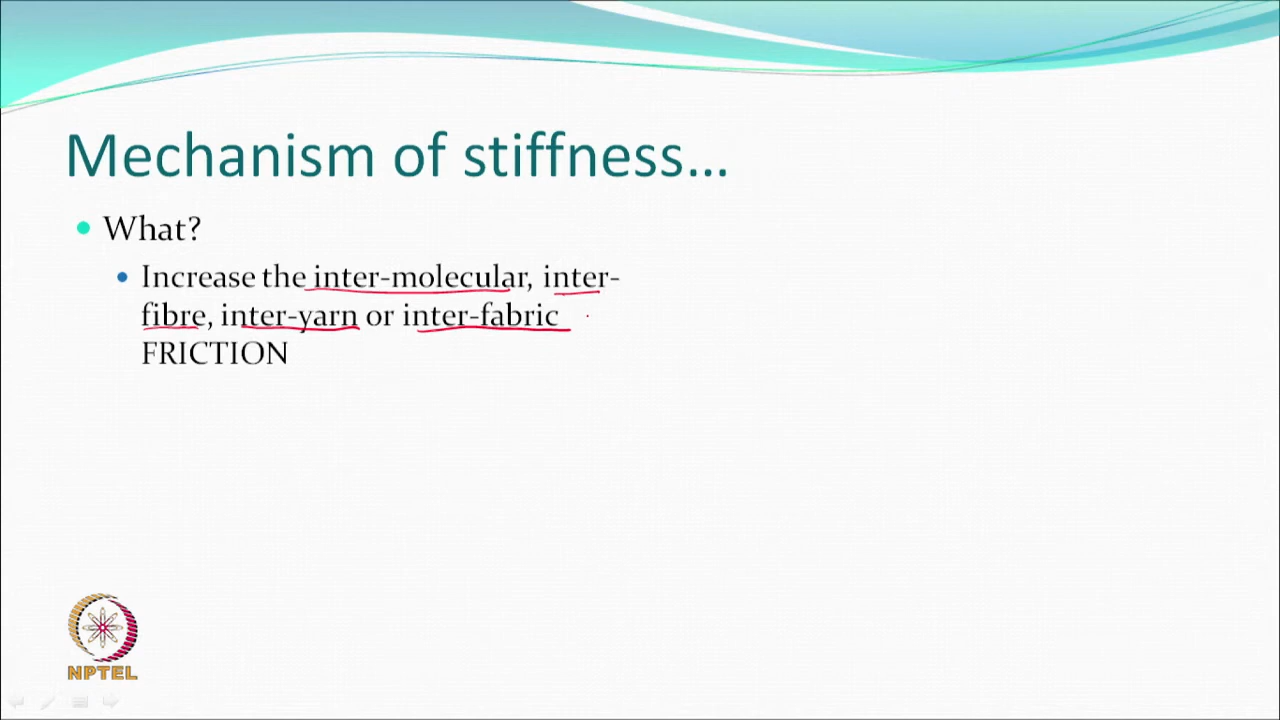 Mechanism of stiffness...
What?
Increase the inter-molecular, inter-
fibre, inter-yarn or inter-fabric
FRICTION
NPTEL